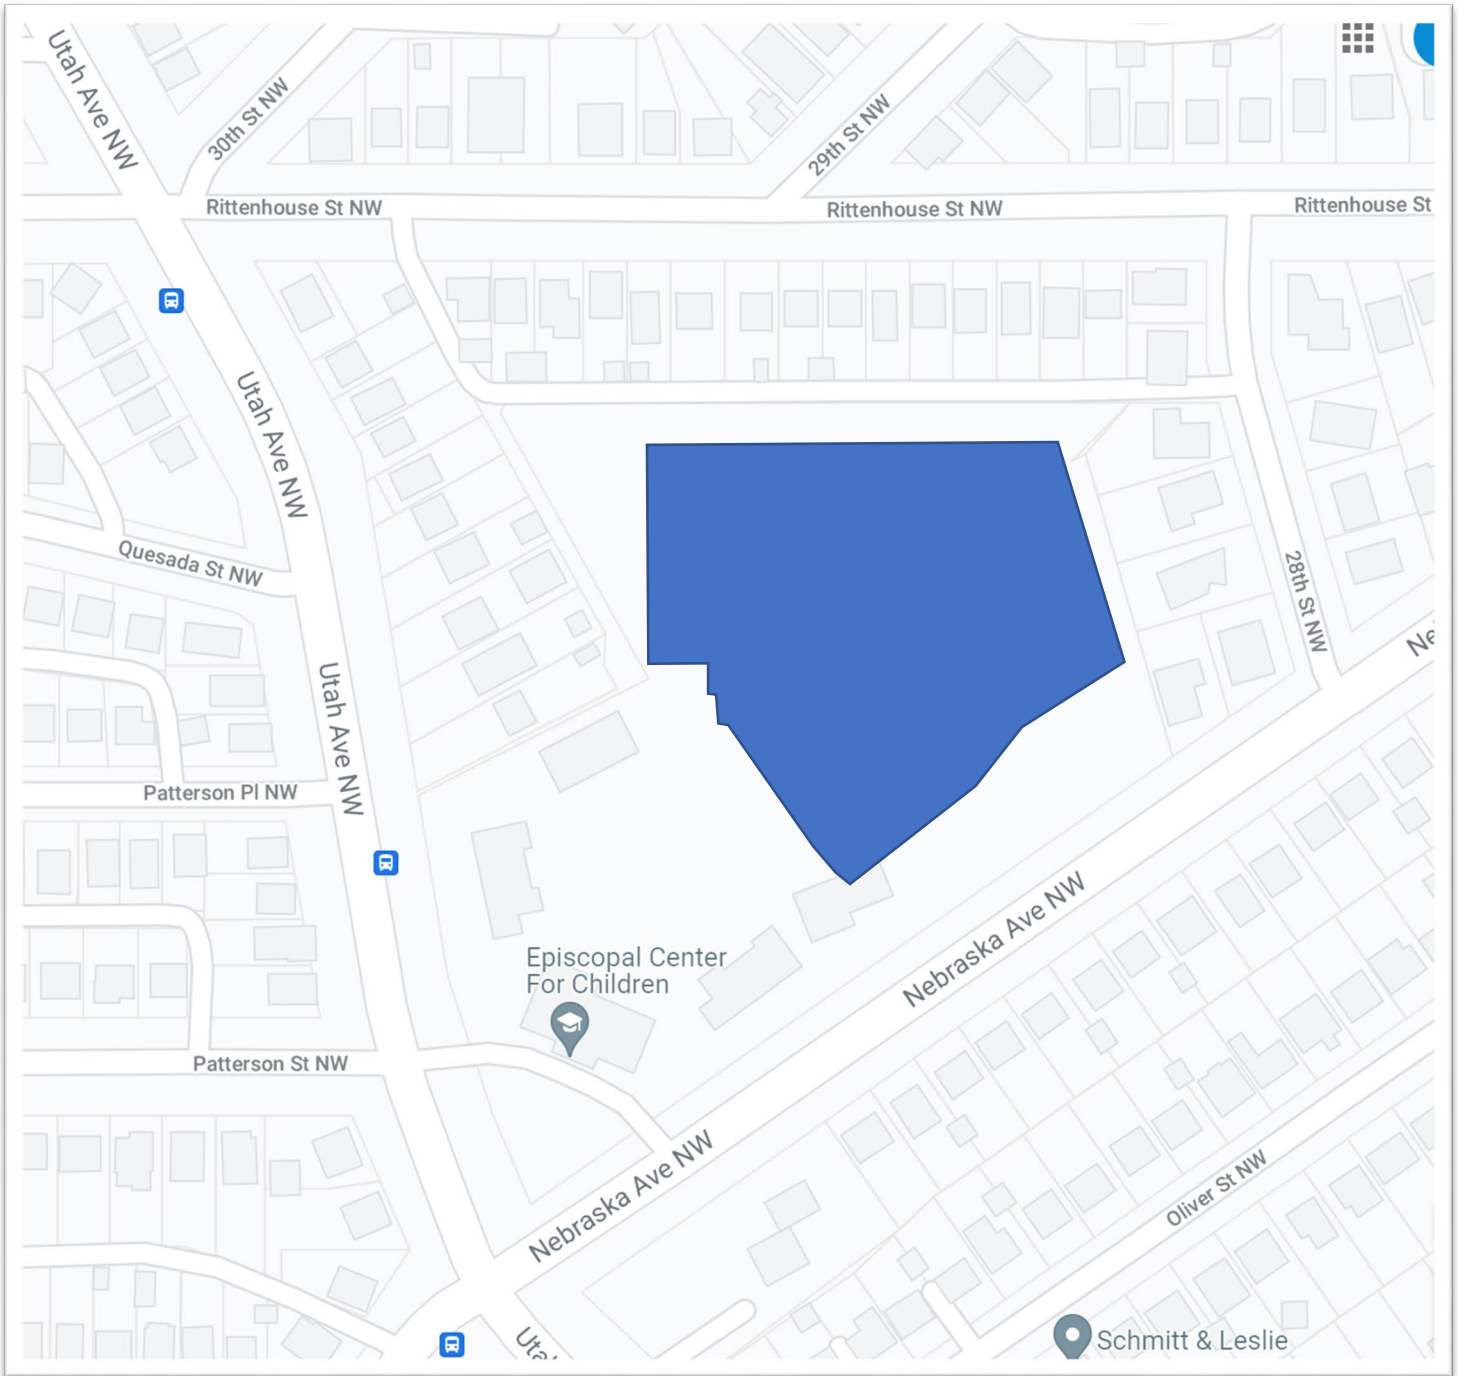 Utah Ave NW
30th St NW
29th St NW
Rittenhouse St NW
Rittenhouse St NW
Rittenhouse St
Utah Ave NW
Quesada St NW
28th St NW
Ne
Utah Ave NW
Patterson Pl NW
Nebraska Ave NW
Episcopal Center
For Children
Patterson St NW
Nebraska Ave NW
Oliver St NW
Uta
Schmitt & Leslie